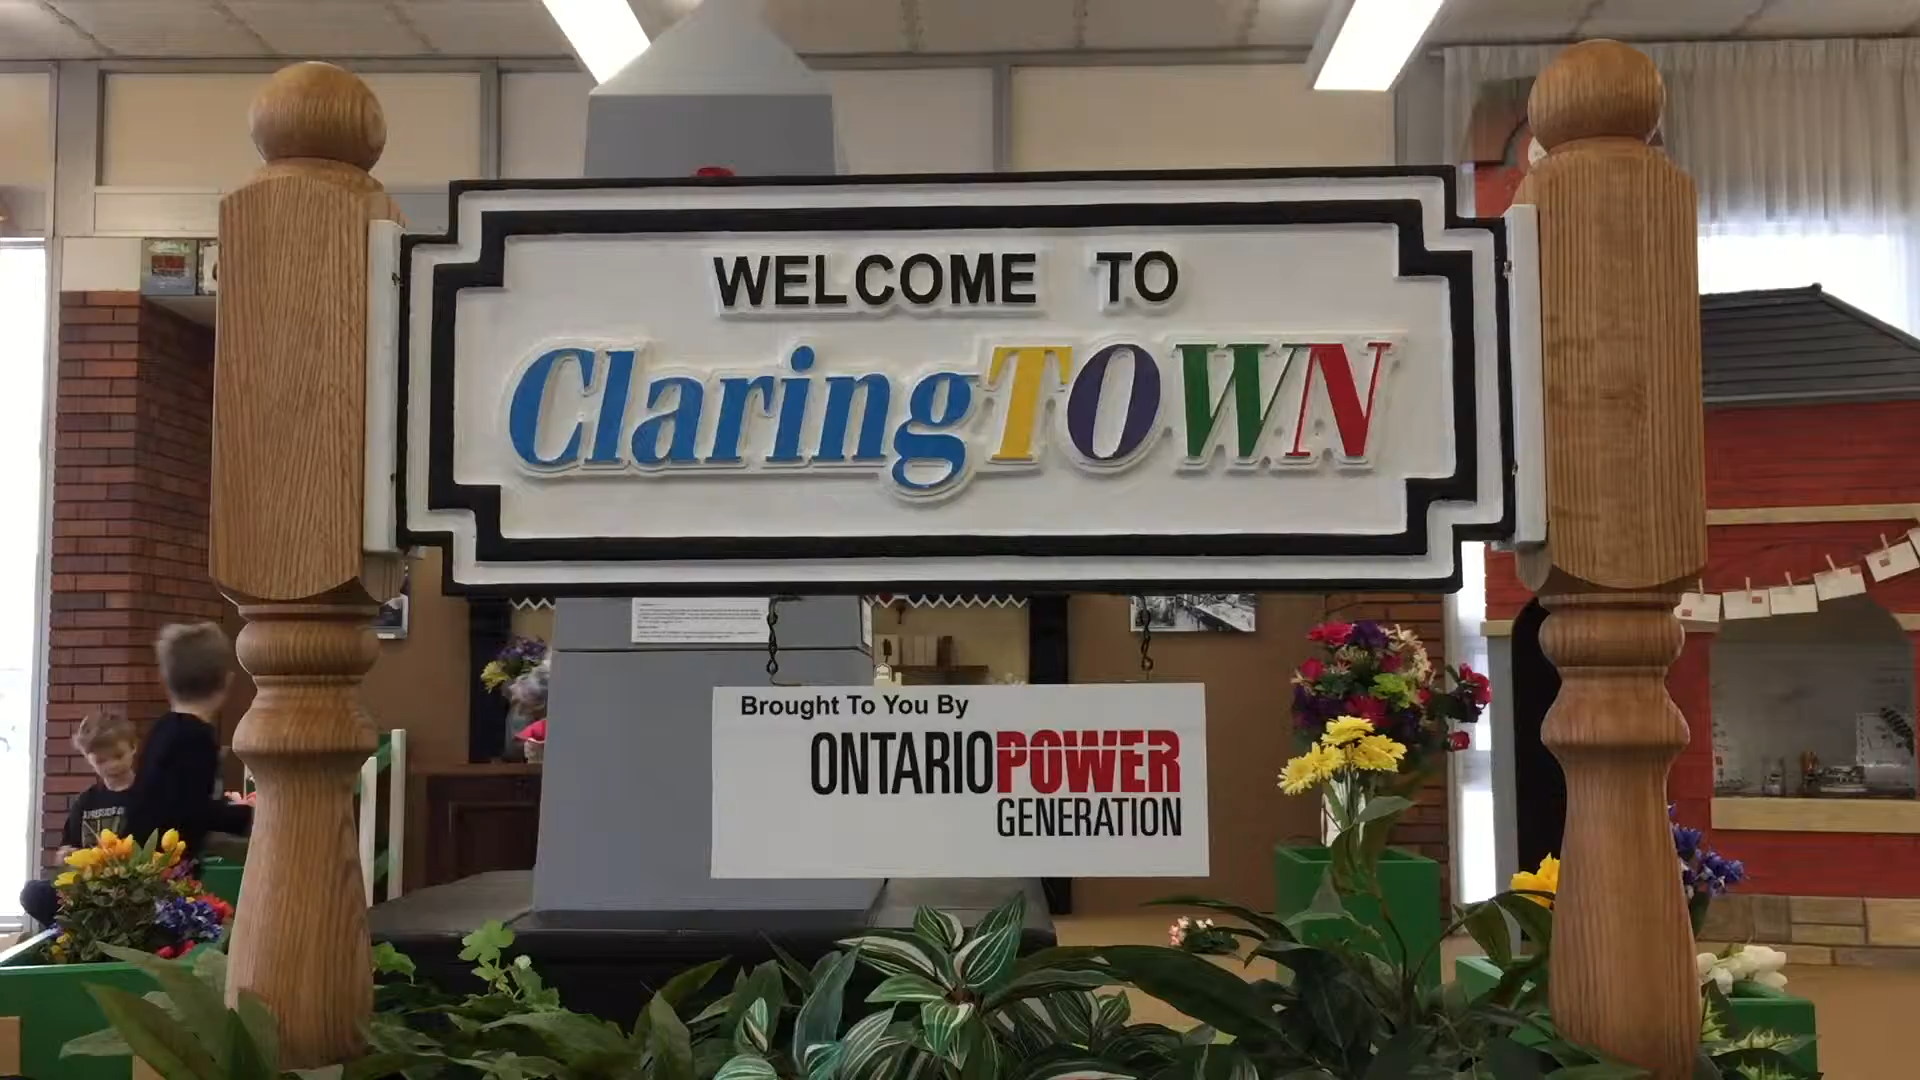 WELCOME TO
ClaringTOWN
Brought To You By
ONTARIOPOWER
GENERATION